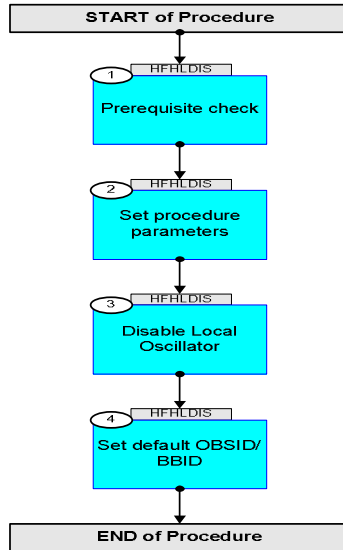 START of Procedure
HFHLDIS
1
Prerequisite check
HFHLDIS
2
Set procedure
parameters
HFHLDIS
3
Disable Local
Oscillator
HFHLDIS
4
Set default OBSID/
BBID
END of Procedure